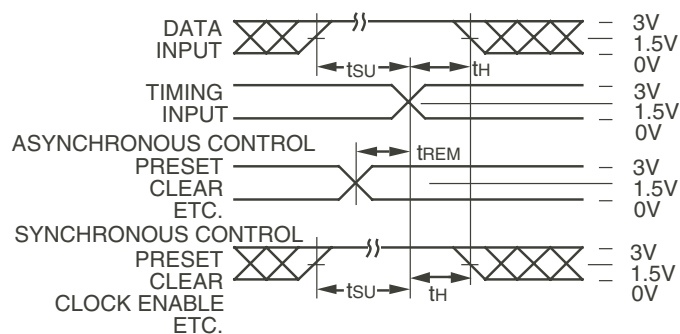 DATA
INPUT
3V
1.5V
0V
tSU
tH
TIMING
INPUT
3V
1.5V
0V
ASYNCHRONOUS CONTROL
PRESET
CLEAR
ETC.
tREM
3V
1.5V
0V
SYNCHRONOUS CONTROL
PRESET
CLEAR
CLOCK ENABLE
ETC.
tSU
tH
3V
1.5V
0V